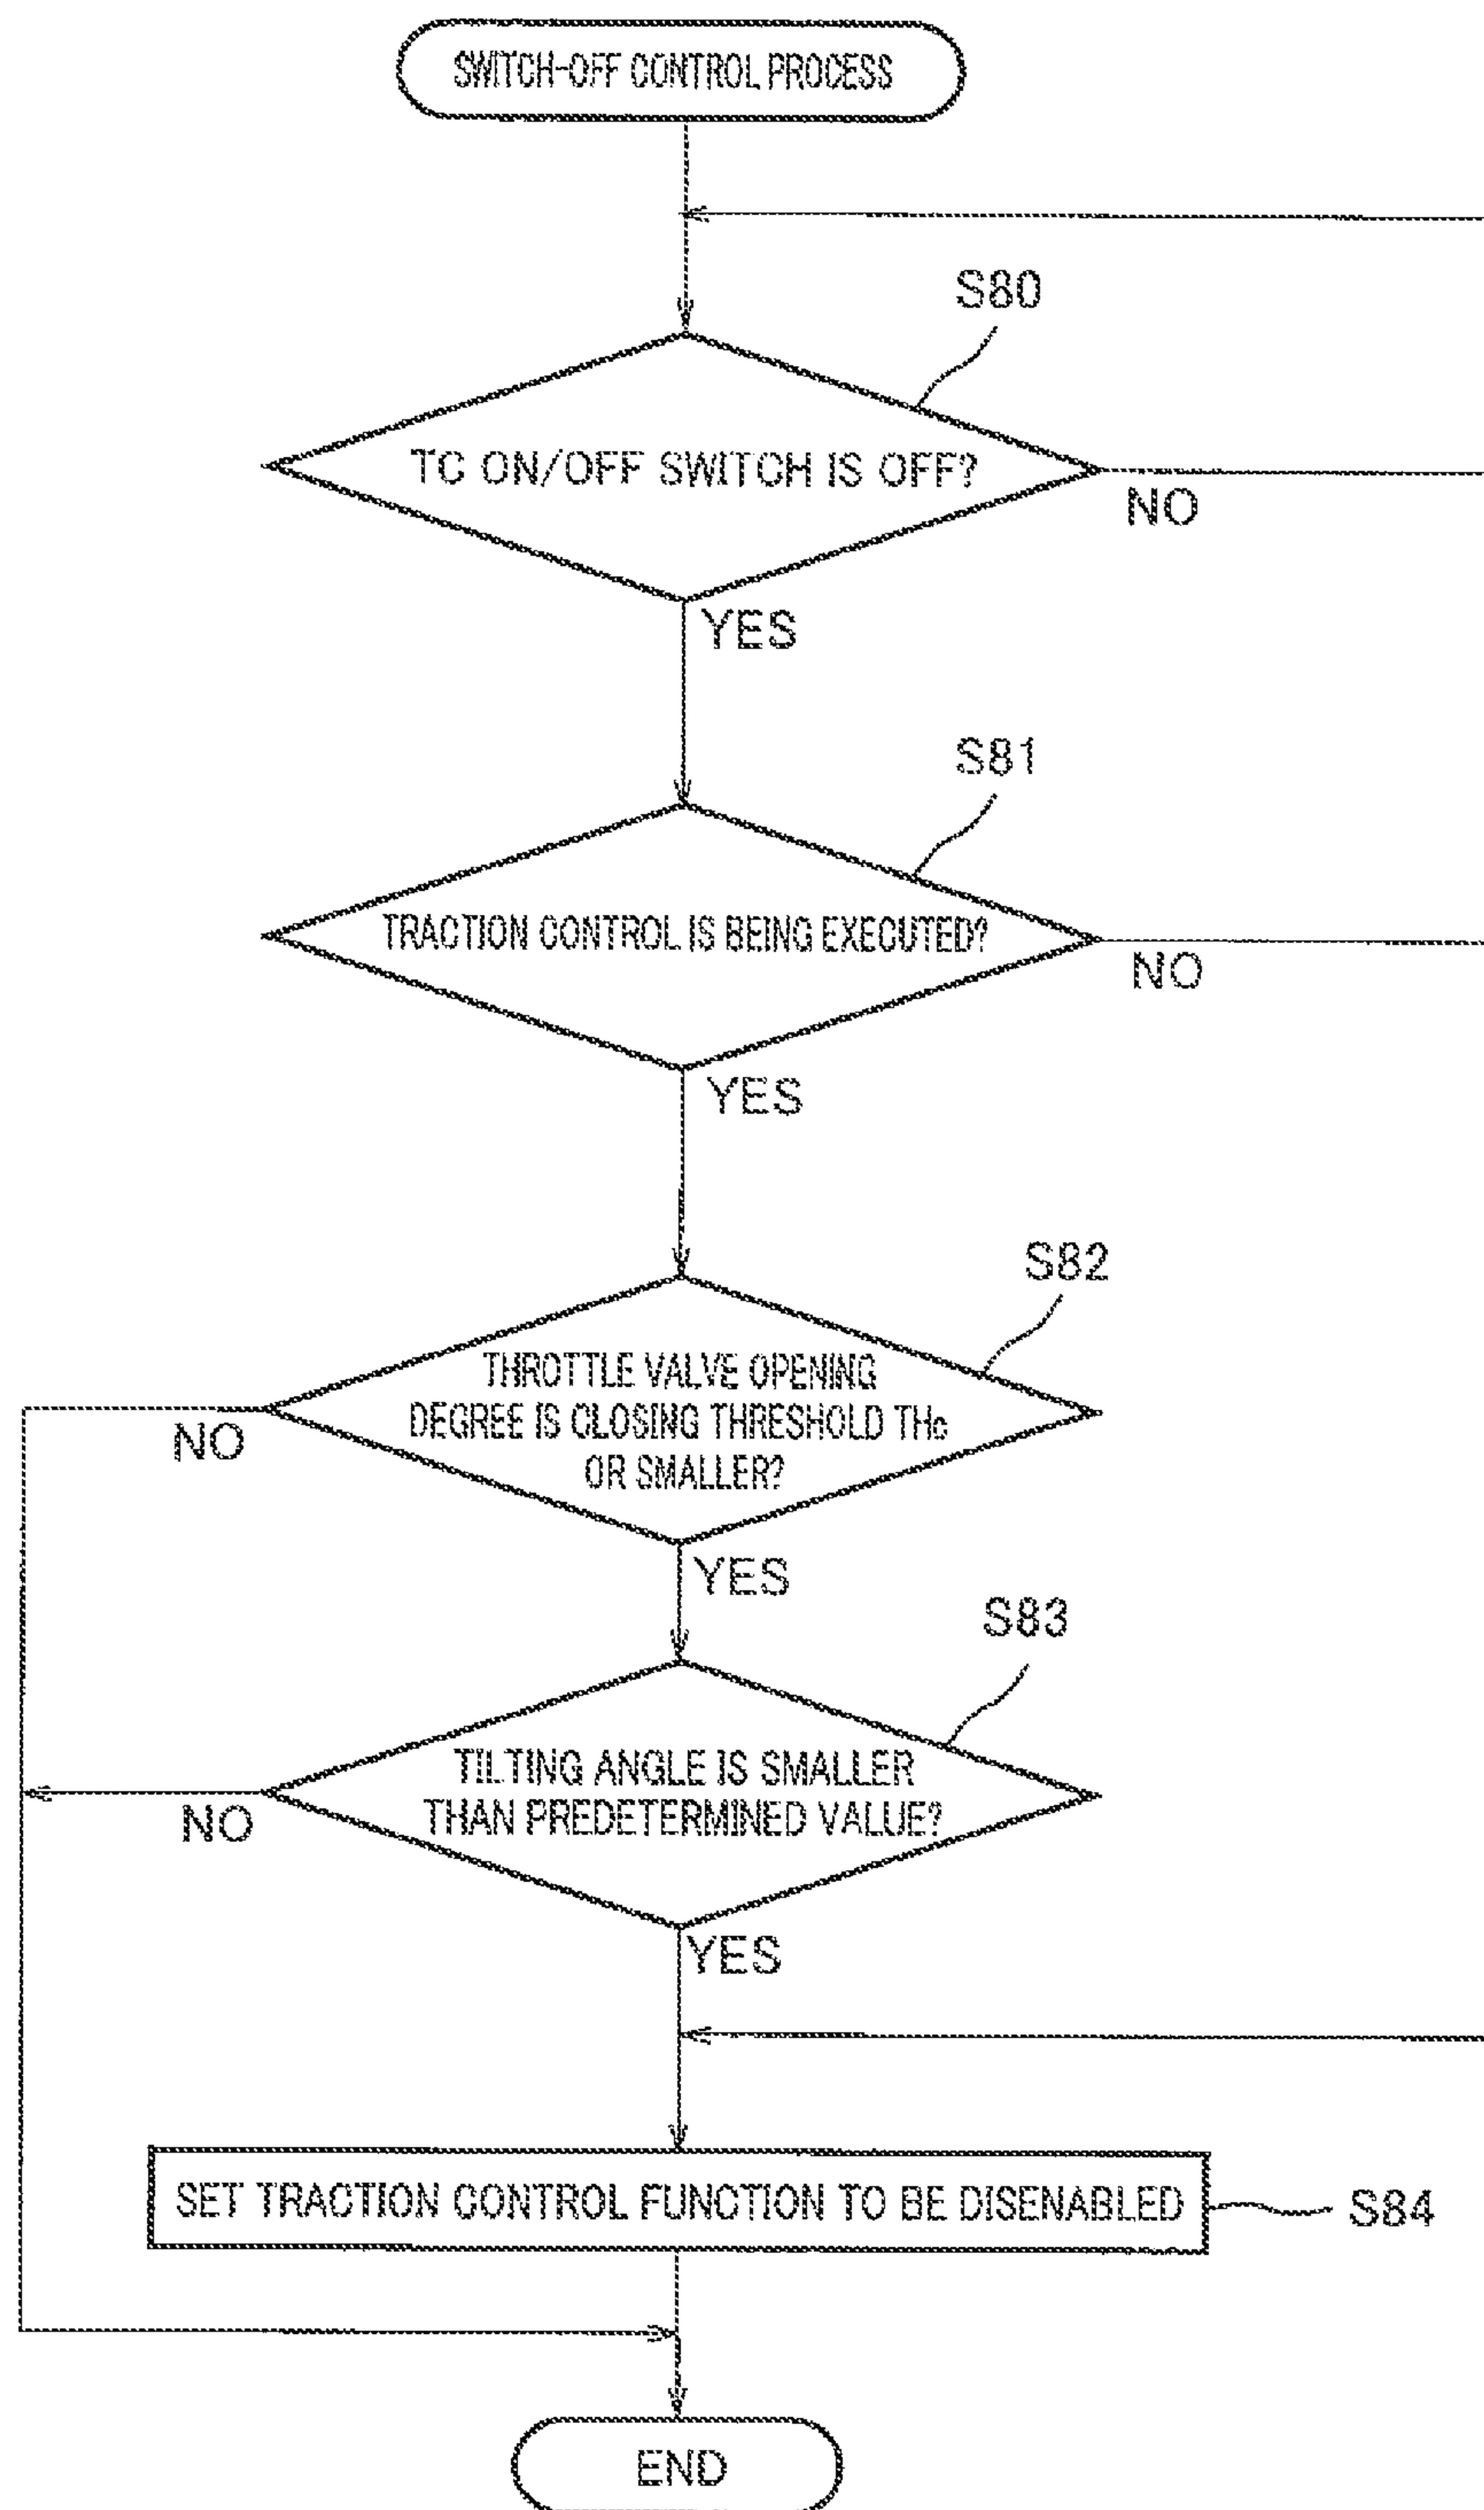 SWITCH-OFF CONTROL PROCESS
S80
TC ON/OFF SWITCH IS OFF?
NO
YES
S81
TRACTION CONTROL IS BEING EXECUTED?
NO
YES
S82
THROTTLE VALVE OPENING
DEGREE IS CLOSING THRESHOLD THc
OR SMALLER?
NO
YES
S83
TILTING ANGLE IS SMALLER
THAN PREDETERMINED VALUE?
NO
YES
SET TRACTION CONTROL FUNCTION TO BE DISENABLED
S84
END